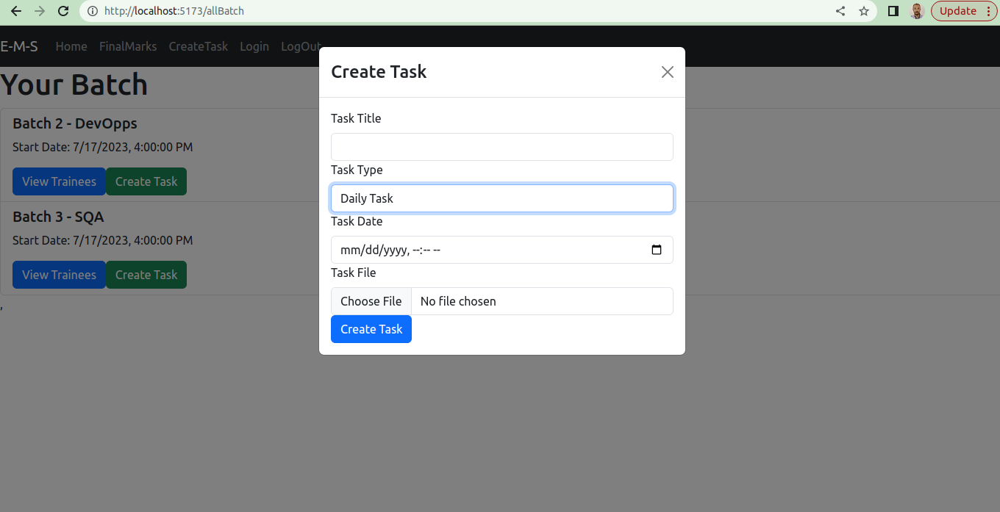 http://localhost:5173/allBatch
Update
E-M-S Home FinalMarks CreateTask Login LogOut
Your Batch
Batch 2 - DevOpps
Start Date: 7/17/2023, 4:00:00 PM
View Trainees Create Task
Batch 3 - SQA
Start Date: 7/17/2023, 4:00:00 PM
View Trainees Create Task
,
Create Task
Task Title
Task Type
Daily Task
Task Date
mm/dd/yyyy, --:-- --
Task File
Choose File No file chosen
Create Task